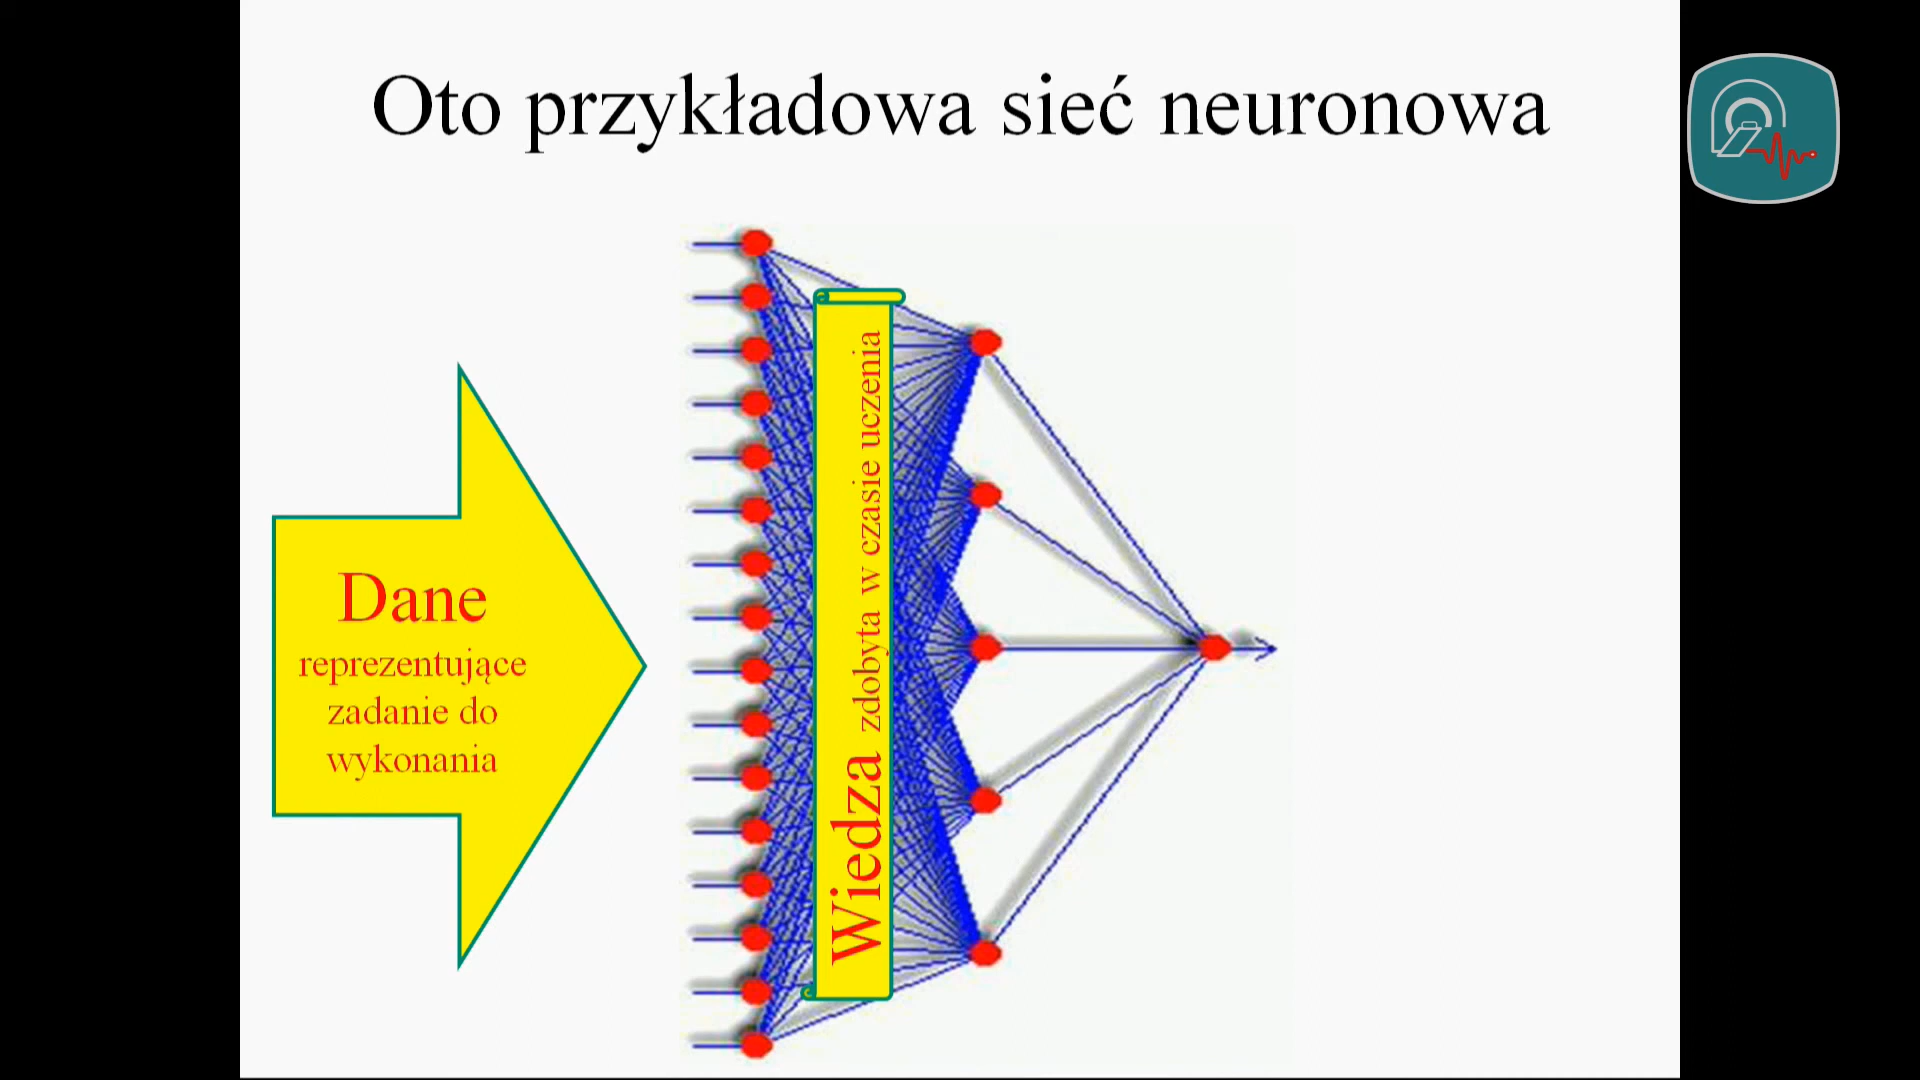 Oto przykładowa sieć neuronowa
Dane
reprezentujące
zadanie do
wykonania
Wiedza zdobyta w czasie uczenia